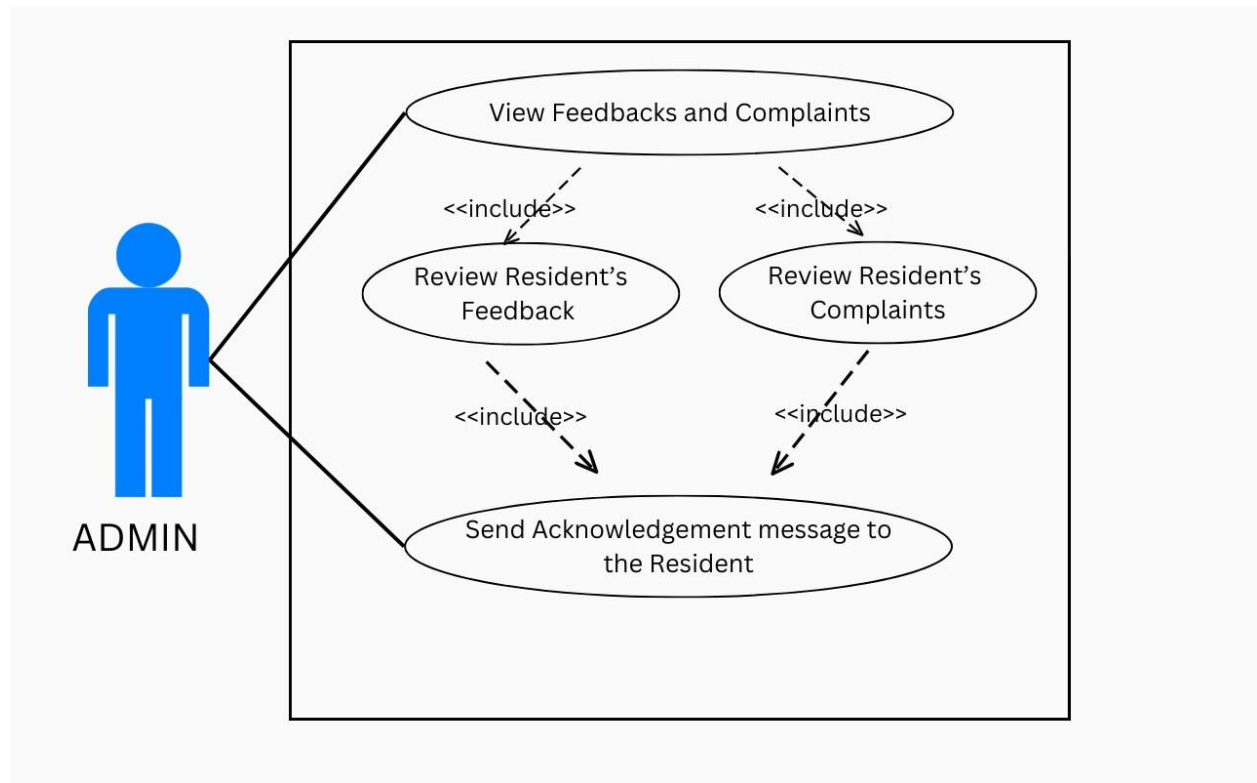 View Feedbacks and Complaints
<<include>>
<<include>>
Review Resident’s
Feedback
Review Resident’s
Complaints
<<include>>
<<include>>
ADMIN
Send Acknowledgement message to
the Resident